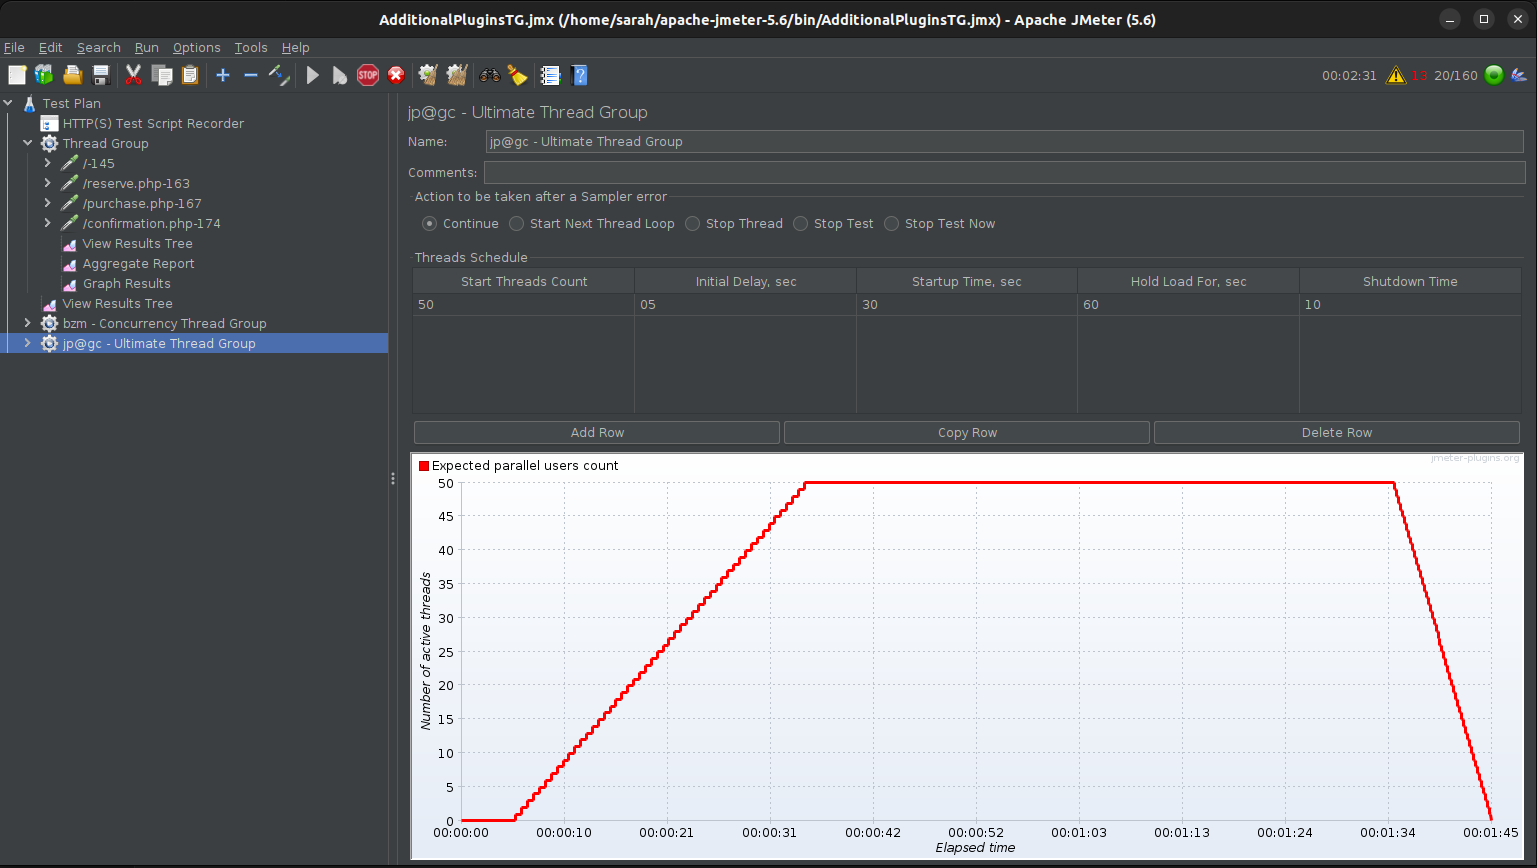 AdditionalPluginsTG.jmx (/home/sarah/apache-jmeter-5.6/bin/AdditionalPluginsTG.jmx) - Apache JMeter (5.6)
File Edit Search Run Options Tools Help
STOP 00:02:31 13 20/160
Test Plan
HTTP(S) Test Script Recorder
Thread Group
/-145
/reserve.php-163
/purchase.php-167
/confirmation.php-174
View Results Tree
Aggregate Report
Graph Results
View Results Tree
bzm - Concurrency Thread Group
jp@gc - Ultimate Thread Group
jp@gc - Ultimate Thread Group
Name: jp@gc - Ultimate Thread Group
Comments:
Action to be taken after a Sampler error
Continue Start Next Thread Loop Stop Thread Stop Test Stop Test Now
Threads Schedule
Start Threads Count Initial Delay, sec Startup Time, sec Hold Load For, sec Shutdown Time
50 05 30 60 10
Add Row Copy Row Delete Row
jmeter-plugins.org
Expected parallel users count
50
45
40
35
30
25
20
15
10
5
0
Number of active threads
00:00:00 00:00:10 00:00:21 00:00:31 00:00:42 00:00:52 00:01:03 00:01:13 00:01:24 00:01:34 00:01:45
Elapsed time